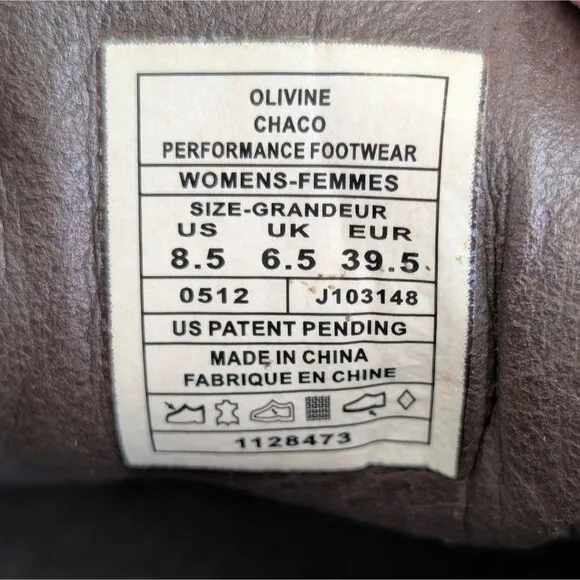 OLIVINE
CHACO
PERFORMANCE FOOTWEAR
WOMENS-FEMMES
SIZE-GRANDEUR
US UK EUR
8.5 6.5 39.5
0512 J103148
US PATENT PENDING
MADE IN CHINA
FABRIQUE EN CHINE
1128473